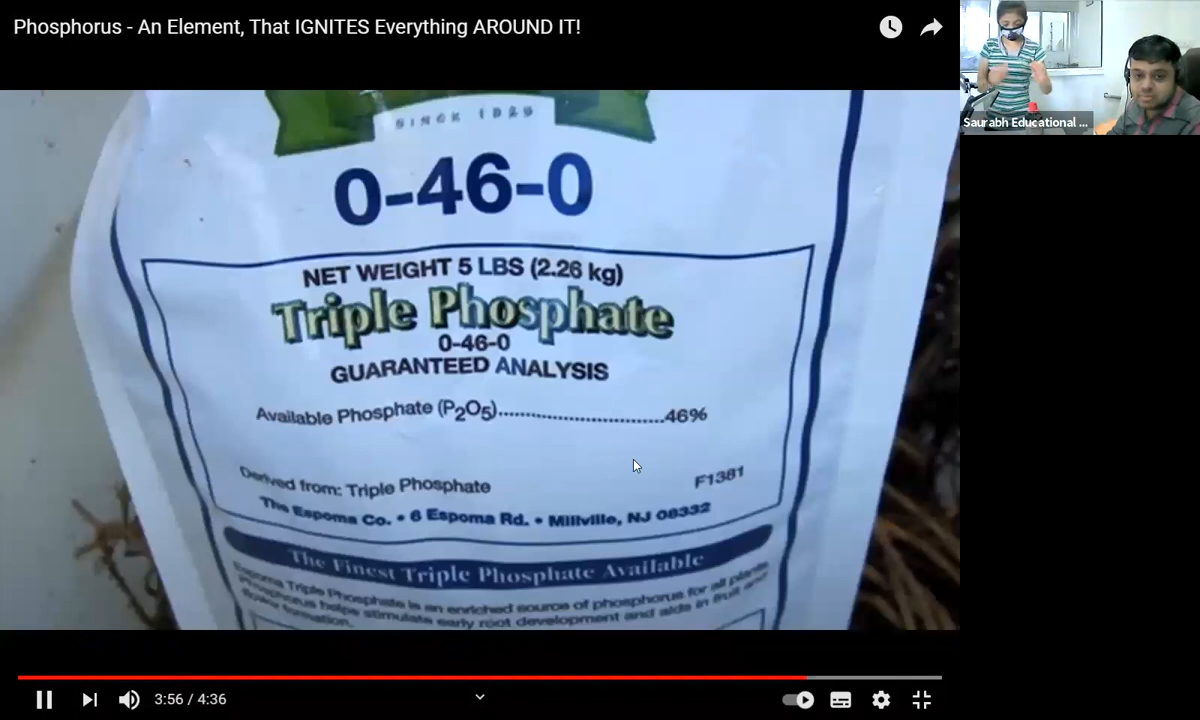 Phosphorus - An Element, That IGNITES Everything AROUND IT!
Saurabh Educational ...
SINCE 1929
0-46-0
NET WEIGHT 5 LBS (2.26 kg)
Triple Phosphate
0-46-0
GUARANTEED ANALYSIS
Available Phosphate (P2O5)..............................46%
Derived from: Triple Phosphate F1381
The Espoma Co. • 6 Espoma Rd. • Millville, NJ 08332
The Finest Triple Phosphate Available
Espoma Triple Phosphate is an enriched source of phosphorus for all plants.
Phosphorus helps stimulate early root development and aids in fruit and
flower formation.
3:56 / 4:36